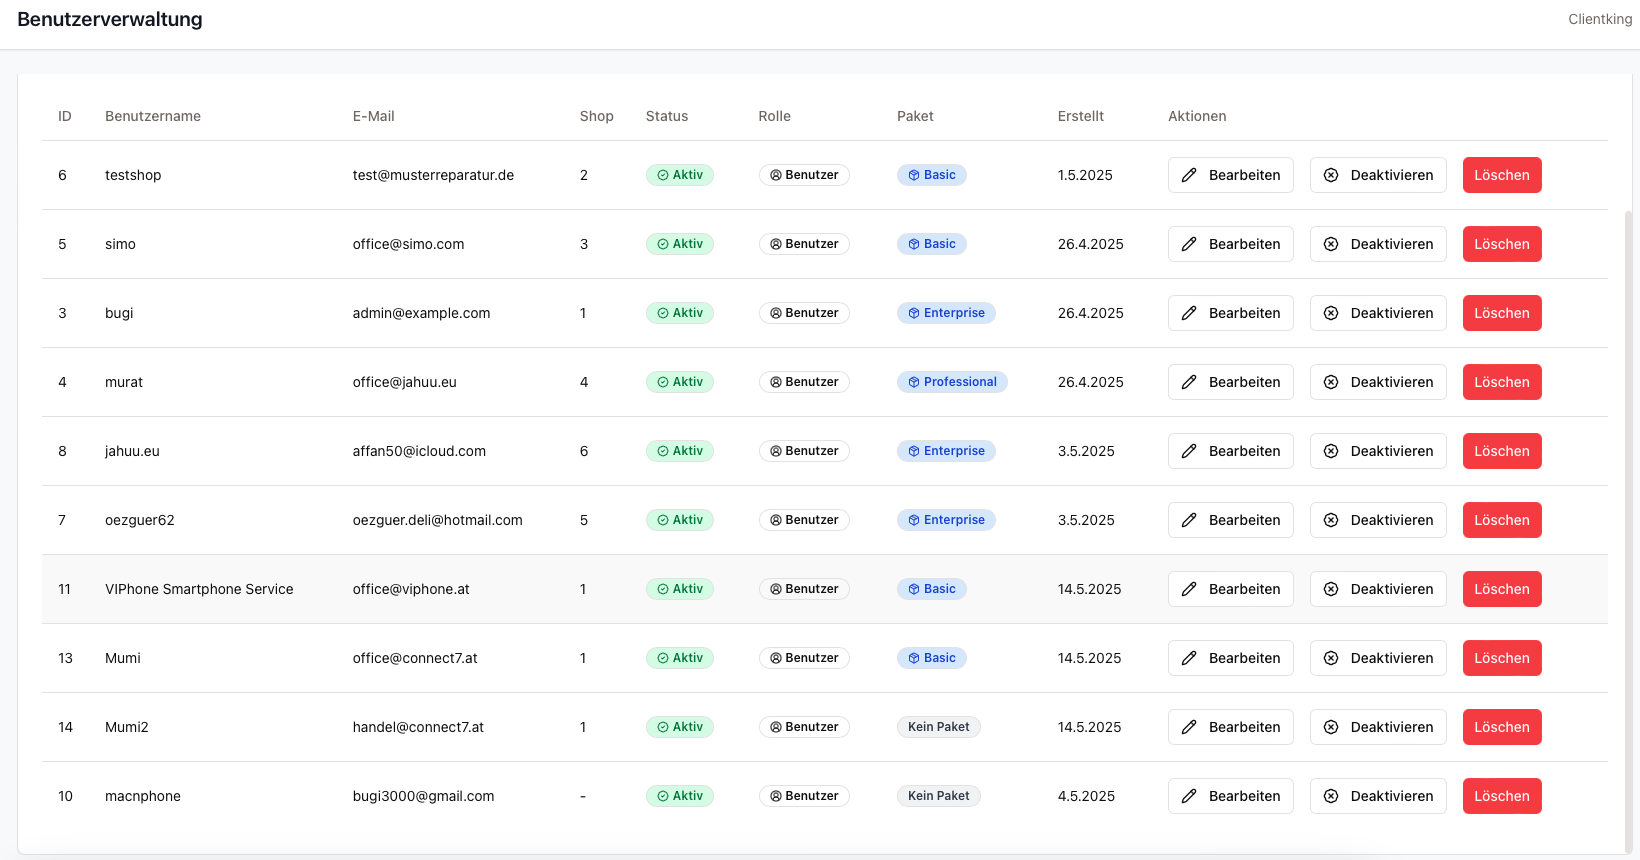 Benutzerverwaltung Clientking
ID Benutzername E-Mail Shop Status Rolle Paket Erstellt Aktionen
6 testshop test@musterreparatur.de 2 Aktiv Benutzer Basic 1.5.2025 Bearbeiten Deaktivieren Löschen
5 simo office@simo.com 3 Aktiv Benutzer Basic 26.4.2025 Bearbeiten Deaktivieren Löschen
3 bugi admin@example.com 1 Aktiv Benutzer Enterprise 26.4.2025 Bearbeiten Deaktivieren Löschen
4 murat office@jahuu.eu 4 Aktiv Benutzer Professional 26.4.2025 Bearbeiten Deaktivieren Löschen
8 jahuu.eu affan50@icloud.com 6 Aktiv Benutzer Enterprise 3.5.2025 Bearbeiten Deaktivieren Löschen
7 oezguer62 oezguer.deli@hotmail.com 5 Aktiv Benutzer Enterprise 3.5.2025 Bearbeiten Deaktivieren Löschen
11 VIPhone Smartphone Service office@viphone.at 1 Aktiv Benutzer Basic 14.5.2025 Bearbeiten Deaktivieren Löschen
13 Mumi office@connect7.at 1 Aktiv Benutzer Basic 14.5.2025 Bearbeiten Deaktivieren Löschen
14 Mumi2 handel@connect7.at 1 Aktiv Benutzer Kein Paket 14.5.2025 Bearbeiten Deaktivieren Löschen
10 macnphone bugi3000@gmail.com - Aktiv Benutzer Kein Paket 4.5.2025 Bearbeiten Deaktivieren Löschen